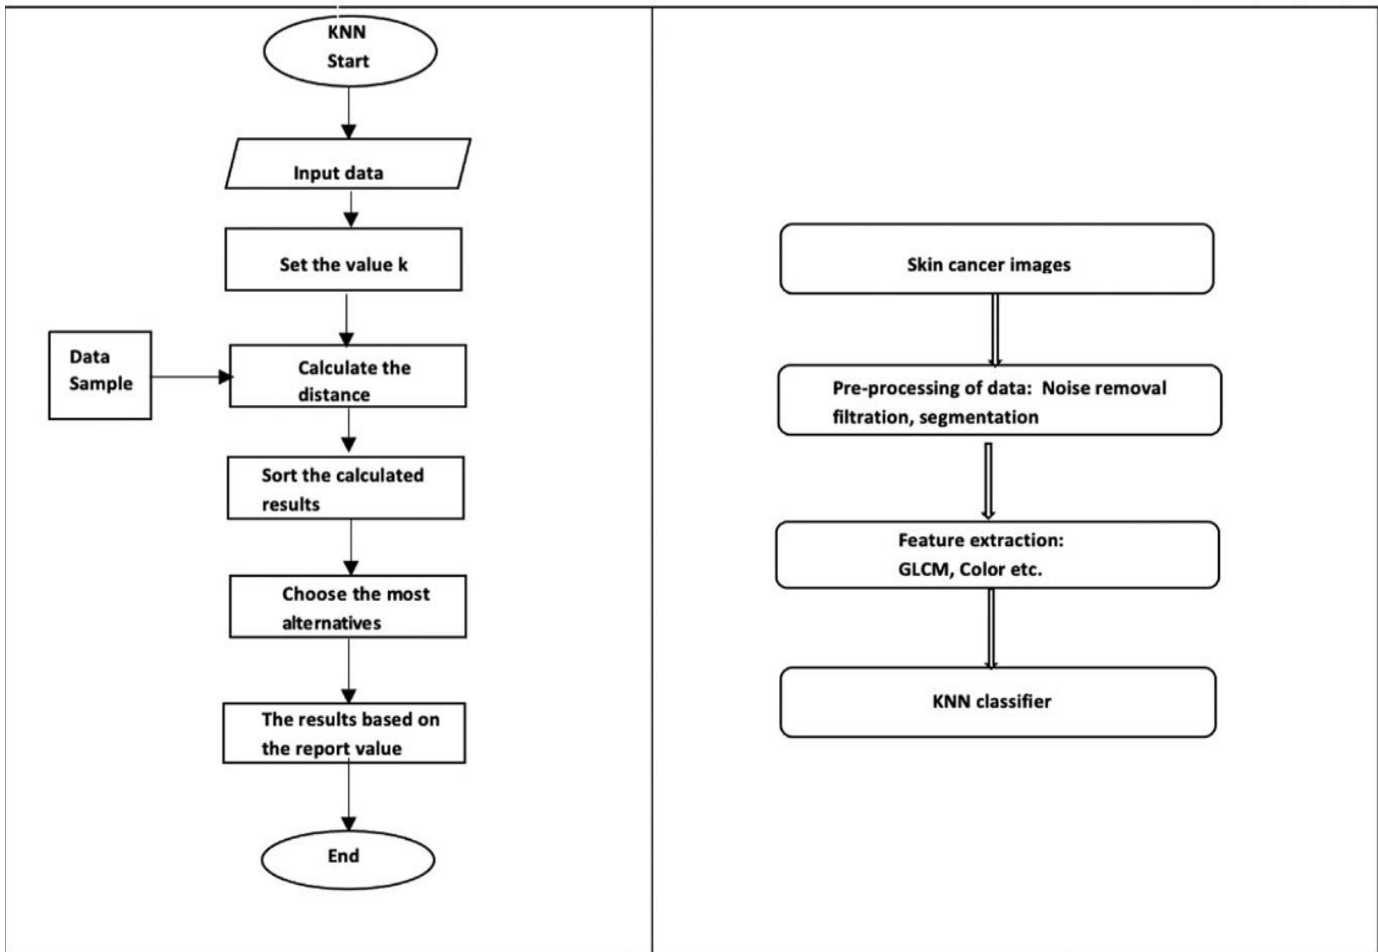 KNN
Start
Input data
Set the value k
Data
Sample
Calculate the
distance
Sort the calculated
results
Choose the most
alternatives
The results based on
the report value
End
Skin cancer images
Pre-processing of data:  Noise removal
filtration, segmentation
Feature extraction:
GLCM, Color etc.
KNN classifier